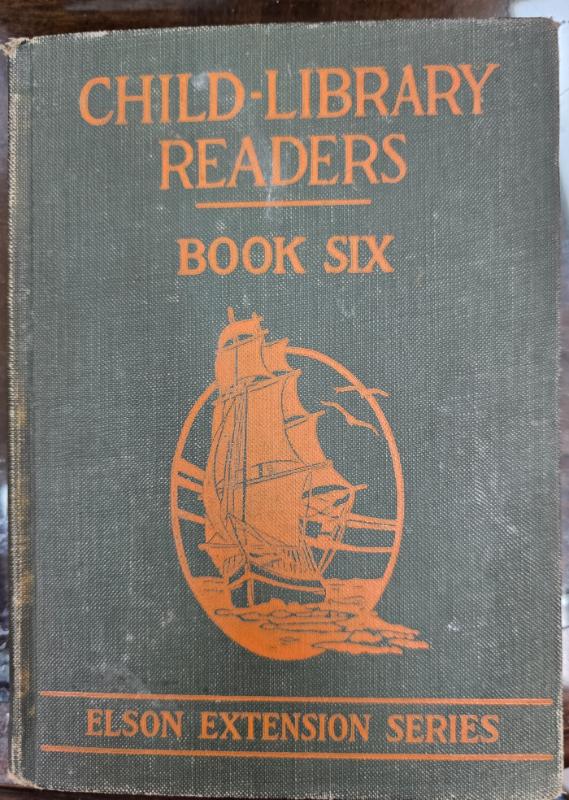 CHILD-LIBRARY
READERS
BOOK SIX
ELSON EXTENSION SERIES